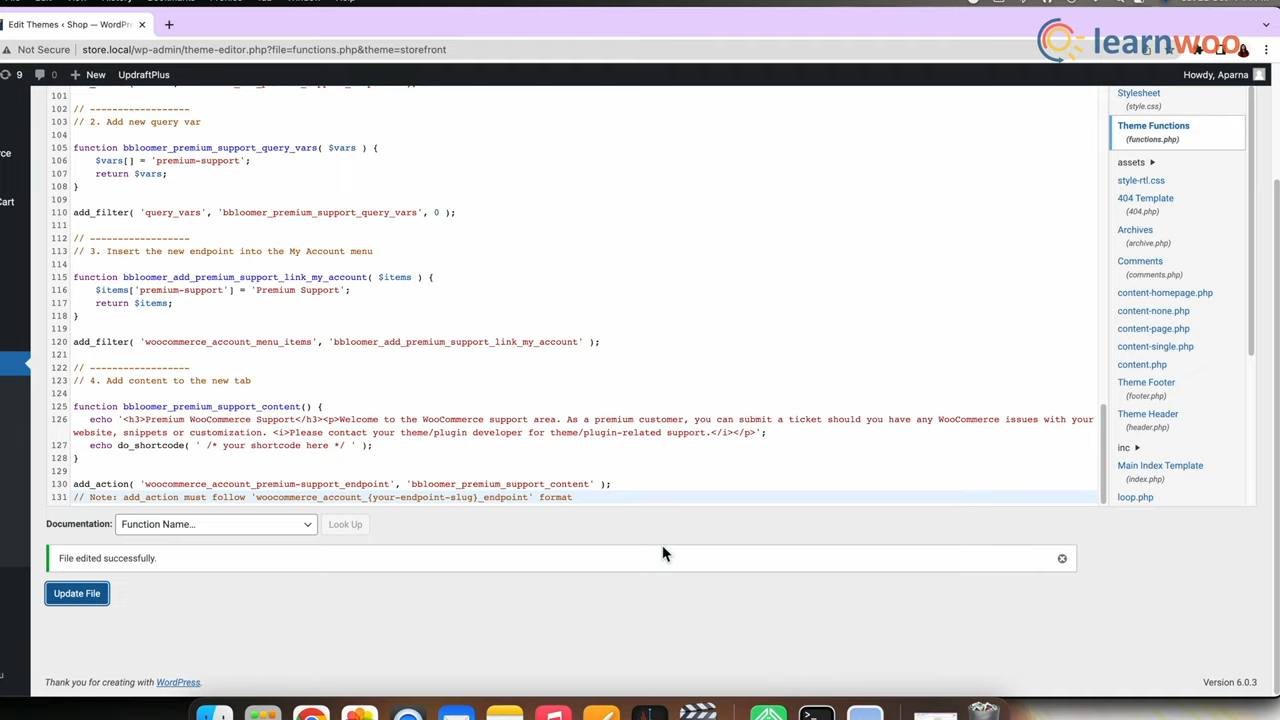 Edit Themes ‹ Shop — WordPr
Not Secure
store.local/wp-admin/theme-editor.php?file=functions.php&theme=storefront
learnwoo
9
0
New
UpdraftPlus
Howdy, Aparna
101
102 // ------------------
103 // 2. Add new query var
104
105 function bbloomer_premium_support_query_vars( $vars ) {
106 $vars[] = 'premium-support';
107 return $vars;
108 }
109
110 add_filter( 'query_vars', 'bbloomer_premium_support_query_vars', 0 );
111
112 // ------------------
113 // 3. Insert the new endpoint into the My Account menu
114
115 function bbloomer_add_premium_support_link_my_account( $items ) {
116 $items['premium-support'] = 'Premium Support';
117 return $items;
118 }
119
120 add_filter( 'woocommerce_account_menu_items', 'bbloomer_add_premium_support_link_my_account' );
121
122 // ------------------
123 // 4. Add content to the new tab
124
125 function bbloomer_premium_support_content() {
126 echo '<h3>Premium WooCommerce Support</h3><p>Welcome to the WooCommerce support area. As a premium customer, you can submit a ticket should you have any WooCommerce issues with your
website, snippets or customization. <i>Please contact your theme/plugin developer for theme/plugin-related support.</i></p>';
127 echo do_shortcode( ' /* your shortcode here */ ' );
128 }
129
130 add_action( 'woocommerce_account_premium-support_endpoint', 'bbloomer_premium_support_content' );
131 // Note: add_action must follow 'woocommerce_account_{your-endpoint-slug}_endpoint' format
Stylesheet
(style.css)
Theme Functions
(functions.php)
assets
style-rtl.css
404 Template
(404.php)
Archives
(archive.php)
Comments
(comments.php)
content-homepage.php
content-none.php
content-page.php
content-single.php
content.php
Theme Footer
(footer.php)
Theme Header
(header.php)
inc
Main Index Template
(index.php)
loop.php
Cart
Documentation:
Function Name...
Look Up
File edited successfully.
Update File
Thank you for creating with WordPress.
Version 6.0.3